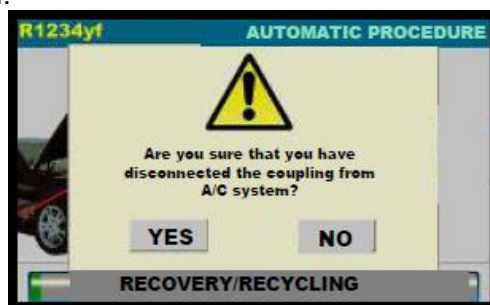 R1234yf AUTOMATIC PROCEDURE
Are you sure that you have
disconnected the coupling from
A/C system?
YES NO
RECOVERY/RECYCLING